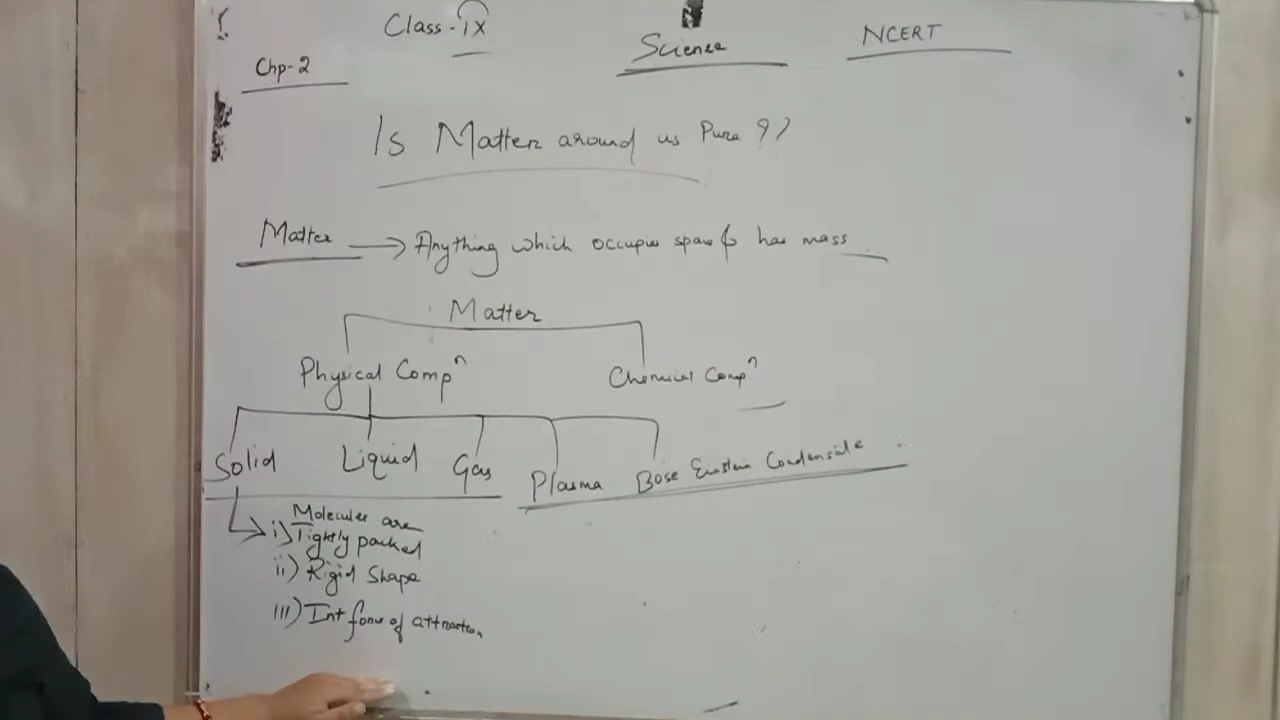 Class - ix
Science
NCERT
Chp-2
Is Matter around us Pure ??
Matter → Anything which occupies space & has mass
Matter
Physical Compⁿ
Chemical Compⁿ
Solid Liquid Gas Plasma Bose Einstein Condensate
Molecules are
i) Tightly packed
ii) Rigid Shape
iii) Int force of attraction